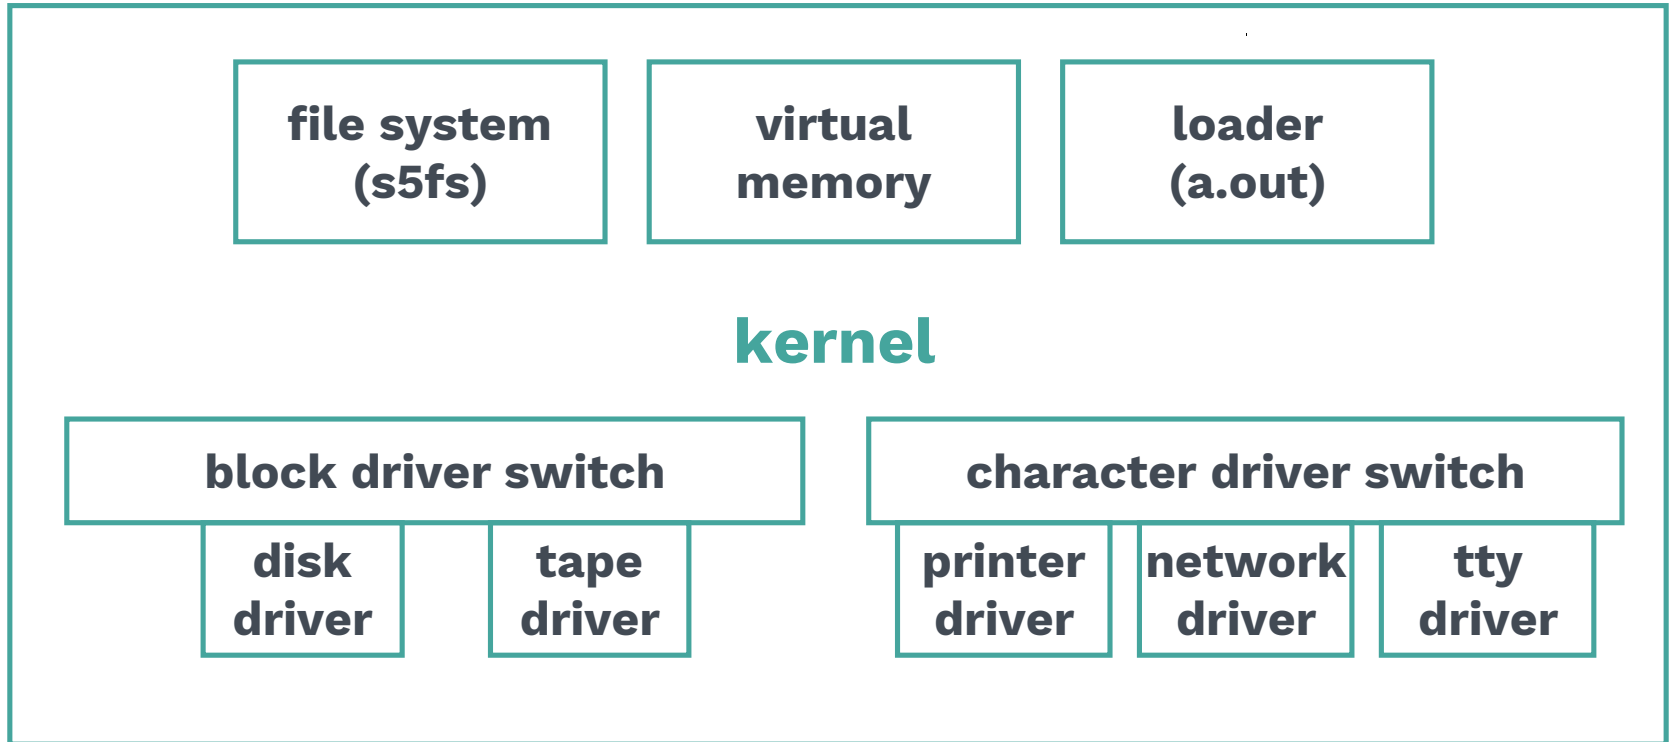 file system
(s5fs)
virtual
memory
loader
(a.out)
kernel
block driver switch
disk
driver
tape
driver
character driver switch
printer
driver
network
driver
tty
driver